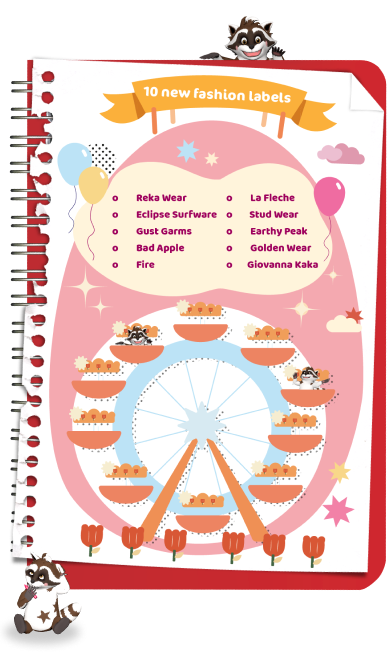 10 new fashion labels
o Reka Wear
o Eclipse Surfware
o Gust Garms
o Bad Apple
o Fire
o La Fleche
o Stud Wear
o Earthy Peak
o Golden Wear
o Giovanna Kaka